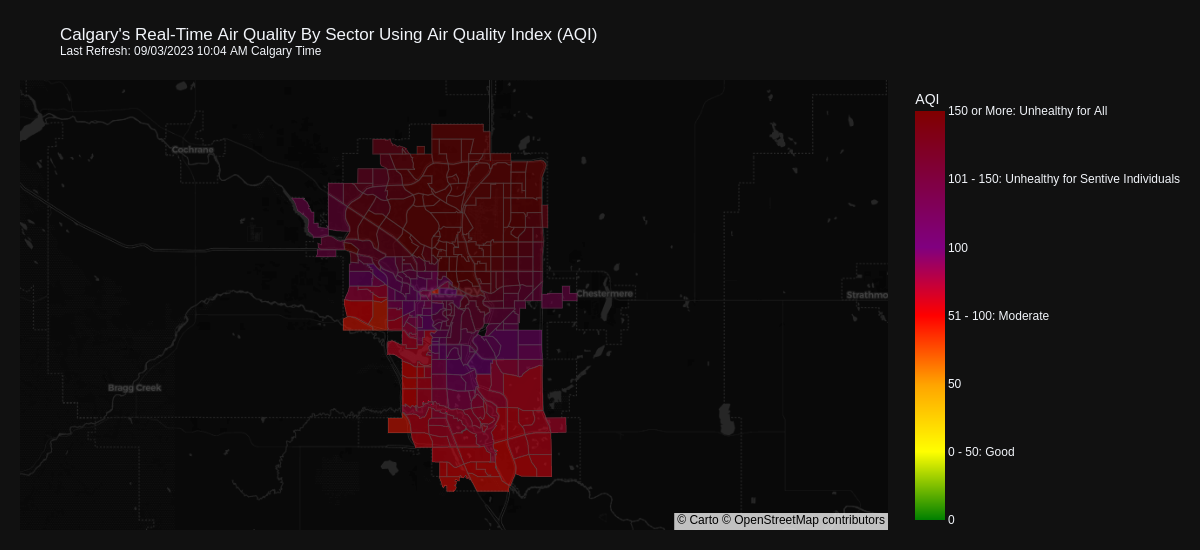 Calgary's Real-Time Air Quality By Sector Using Air Quality Index (AQI)
Last Refresh: 09/03/2023 10:04 AM Calgary Time
AQI
150 or More: Unhealthy for All
Cochrane
101 - 150: Unhealthy for Sentive Individuals
100
Chestermere
Strathmo
51 - 100: Moderate
50
Bragg Creek
0 - 50: Good
0
© Carto © OpenStreetMap contributors